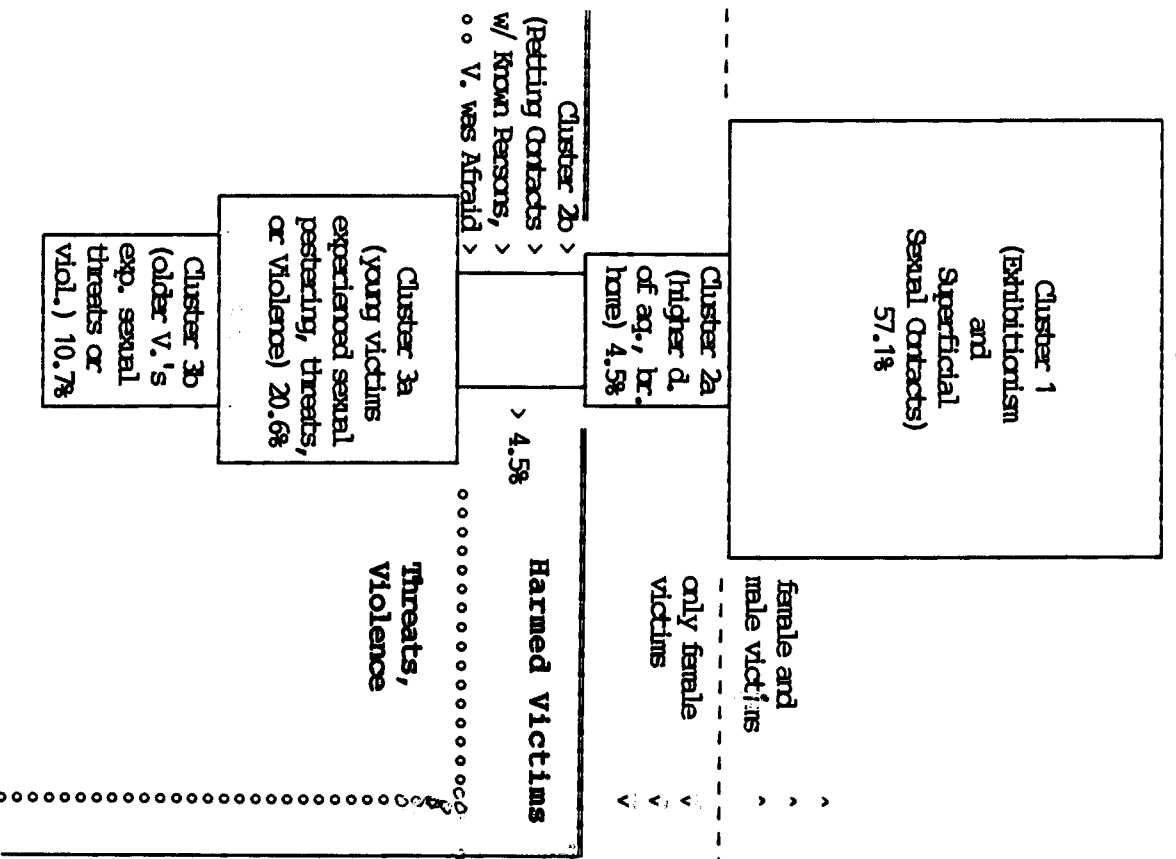 Cluster 1
(Exhibitionism
and
Superficial
Sexual Contacts)
57.1%
female and
male victims
only female
victims
Cluster 2a
(higher d.
of aq., br.
home) 4.5%
Cluster 2b >
(Petting Contacts >
w/ Known Persons, >
V. was Afraid >
> 4.5%
Harmed Victims
Threats,
Violence
Cluster 3a
(young victims
experienced sexual
pestering, threats,
or Violence) 20.6%
Cluster 3b
(older V.'s
exp. sexual
threats or
viol.) 10.7%